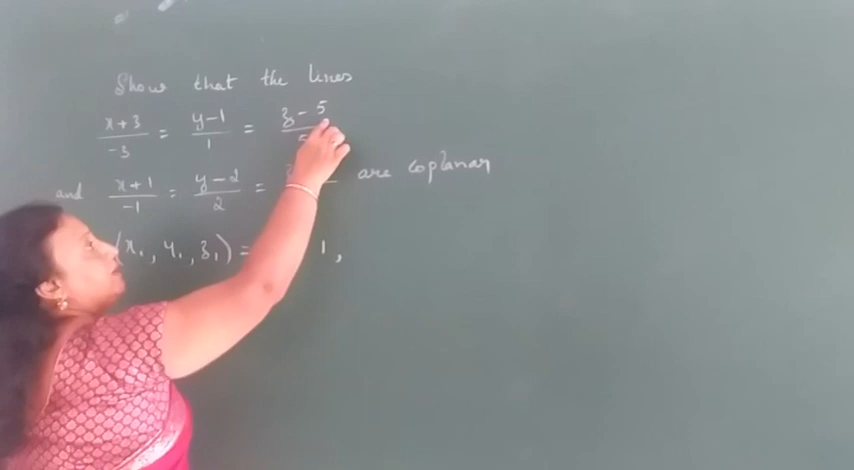 Show that the lines
x+3/-3 = y-1/1 = z-5/5
and x+1/-1 = y-2/2 = are coplanar
(x₁, y₁, z₁) = 1,